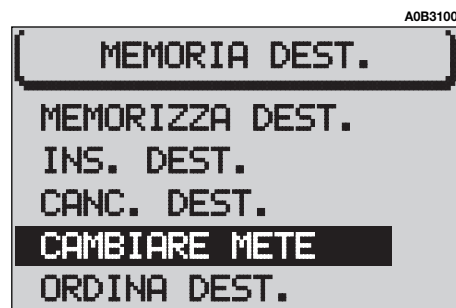 A0B3100
MEMORIA DEST.
MEMORIZZA DEST.
INS. DEST.
CANC. DEST.
CAMBIARE METE
ORDINA DEST.